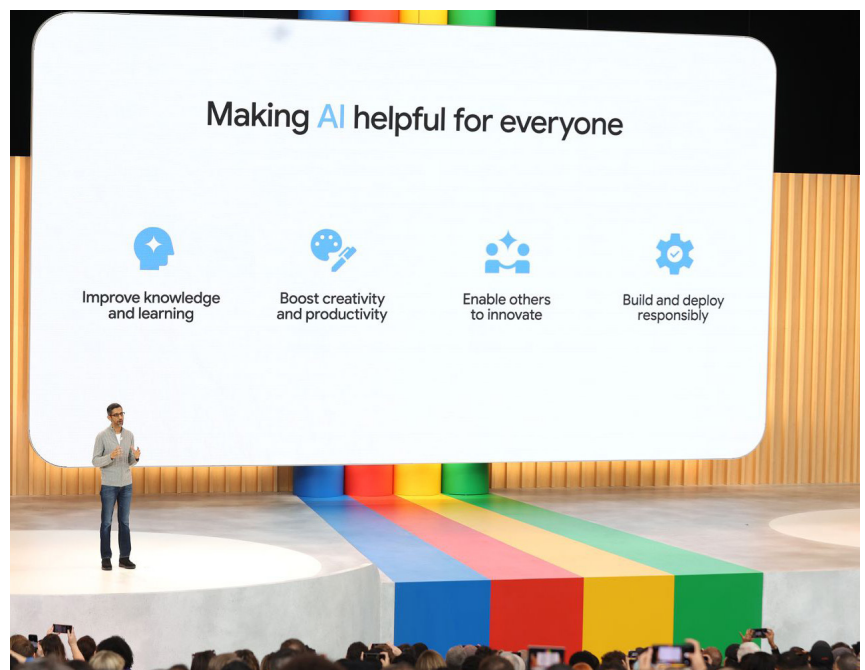 Making AI helpful for everyone
Improve knowledge
and learning
Boost creativity
and productivity
Enable others
to innovate
Build and deploy
responsibly